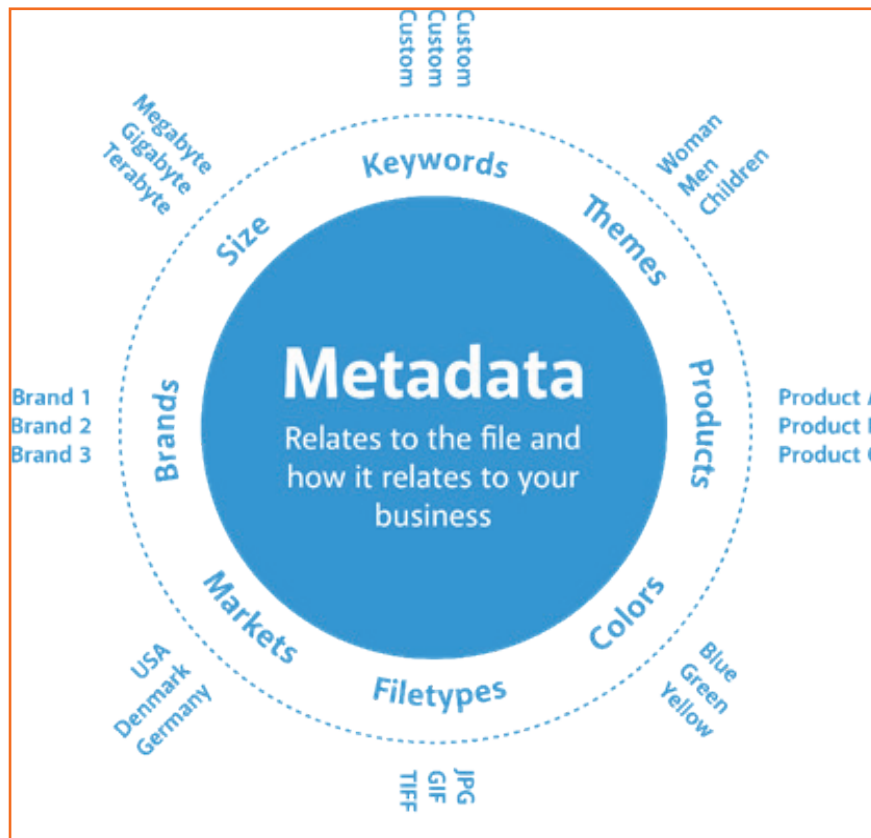 Custom
Custom
Custom
Keywords
Woman
Men
Children
Themes
Products
Product A
Product
Product
Colors
Blue
Green
Yellow
Filetypes
JPG
GIF
TIFF
Markets
USA
Denmark
Germany
Brands
Brand 1
Brand 2
Brand 3
Size
Megabyte
Gigabyte
Terabyte
Metadata
Relates to the file and
how it relates to your
business